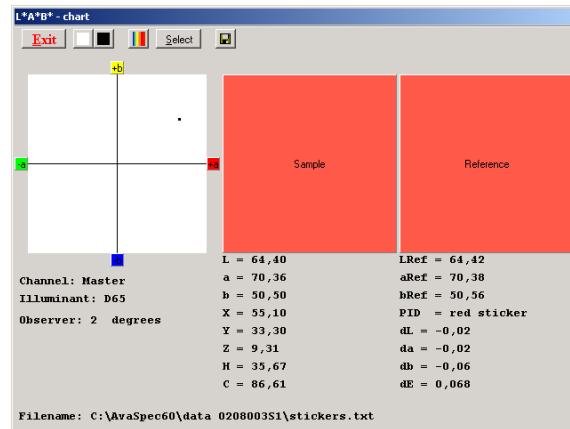 L*A*B* - chart
Exit Select
+b
-a
+a
Sample
Reference
-b
Channel: Master
Illuminant: D65
Observer: 2 degrees
L = 64,40
a = 70,36
b = 50,50
X = 55,10
Y = 33,30
Z = 9,31
H = 35,67
C = 86,61
LRef = 64,42
aRef = 70,38
bRef = 50,56
PID = red sticker
dL = -0,02
da = -0,02
db = -0,06
dE = 0,068
Filename: C:\AvaSpec60\data 0208003S1\stickers.txt